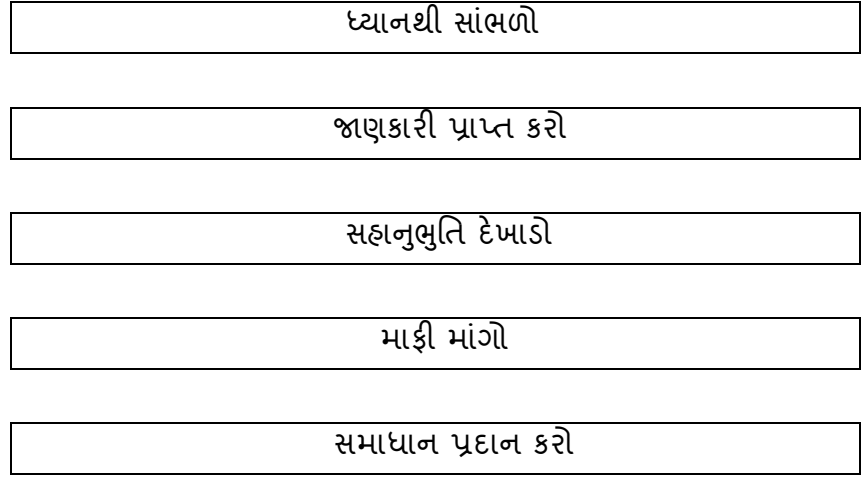 ધ્યાનથી સાંભળો
જાણકારી પ્રાપ્ત કરો
સહાનુભુતિ દેખાડો
માફી માંગો
સમાધાન પ્રદાન કરો